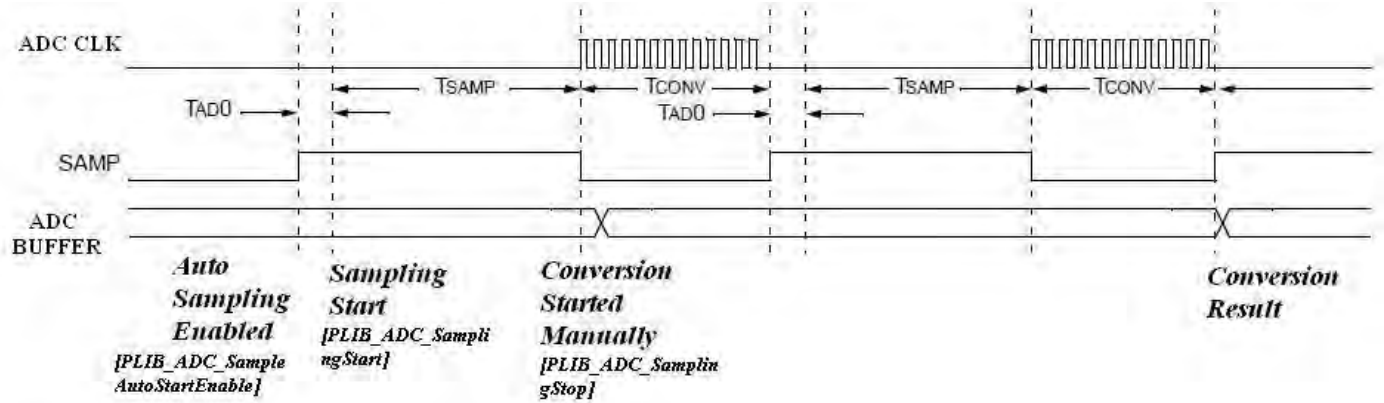 ADC CLK
TSAMP
TCONV
TSAMP
TCONV
TAD0
TAD0
SAMP
ADC
BUFFER
Auto
Sampling
Enabled
{PLIB_ADC_Sample
AutoStartEnable}
Sampling
Start
{PLIB_ADC_Sampli
ngStart}
Conversion
Started
Manually
{PLIB_ADC_Samplin
gStop}
Conversion
Result